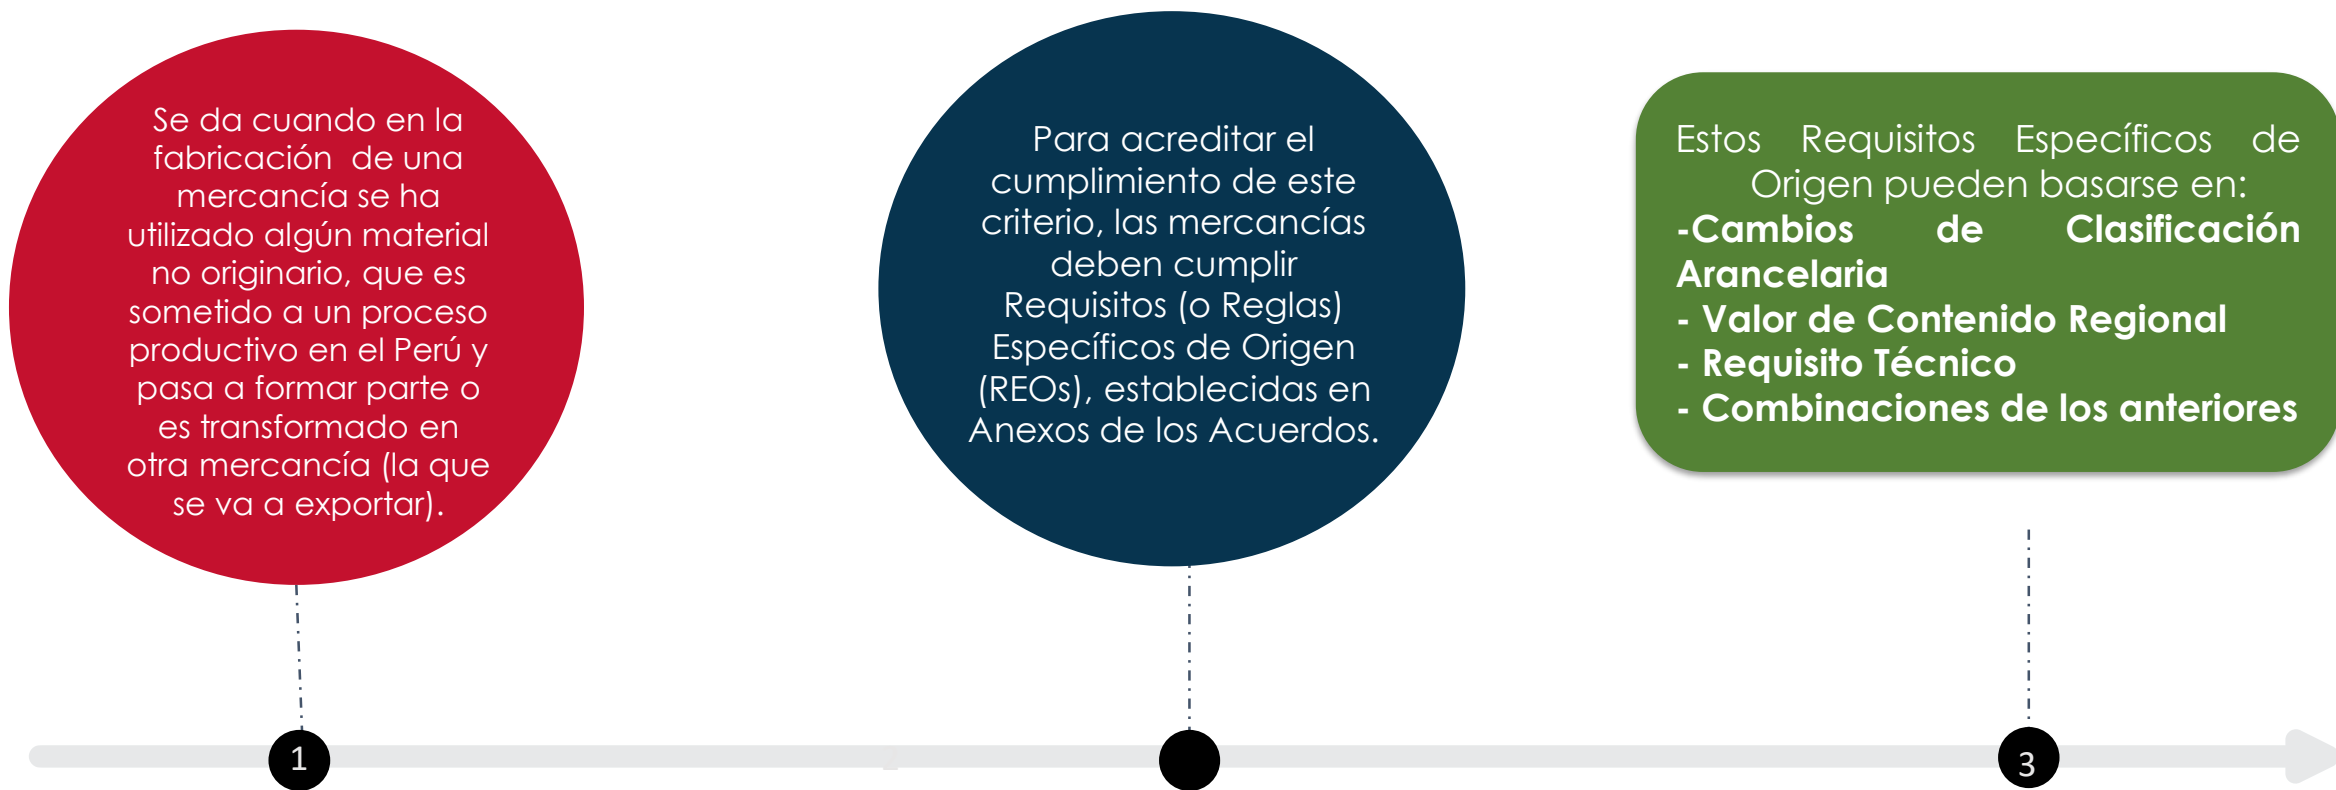 Se da cuando en la
fabricación de una
mercancía se ha
utilizado algún material
no originario, que es
sometido a un proceso
productivo en el Perú y
pasa a formar parte o
es transformado en
otra mercancía (la que
se va a exportar).
Para acreditar el
cumplimiento de este
criterio, las mercancías
deben cumplir
Requisitos (o Reglas)
Específicos de Origen
(REOs), establecidas en
Anexos de los Acuerdos.
Estos Requisitos Específicos de
Origen pueden basarse en:
-Cambios de Clasificación
Arancelaria
- Valor de Contenido Regional
- Requisito Técnico
- Combinaciones de los anteriores
1
3